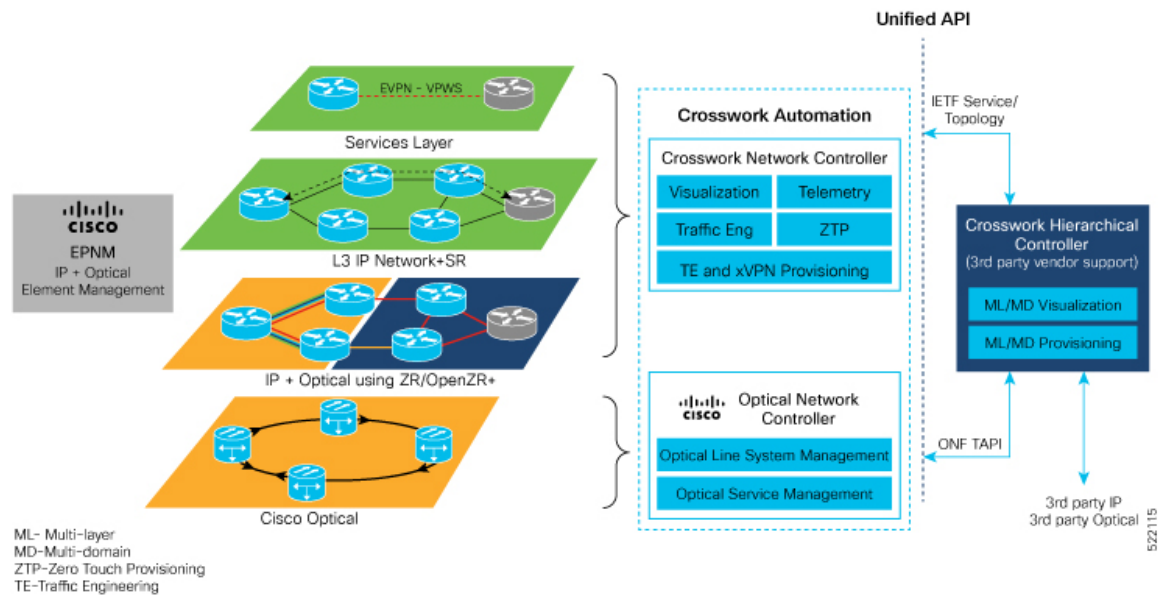 Unified API
EVPN - VPWS
Services Layer
CISCO
EPNM
IP + Optical
Element Management
L3 IP Network+SR
IP + Optical using ZR/OpenZR+
Cisco Optical
Crosswork Automation
Crosswork Network Controller
Visualization
Telemetry
Traffic Eng
ZTP
TE and xVPN Provisioning
CISCO
Optical Network
Controller
Optical Line System Management
Optical Service Management
IETF Service/
Topology
Crosswork Hierarchical
Controller
(3rd party vendor support)
ML/MD Visualization
ML/MD Provisioning
ONF TAPI
3rd party IP
3rd party Optical
522115
ML- Multi-layer
MD-Multi-domain
ZTP-Zero Touch Provisioning
TE-Traffic Engineering